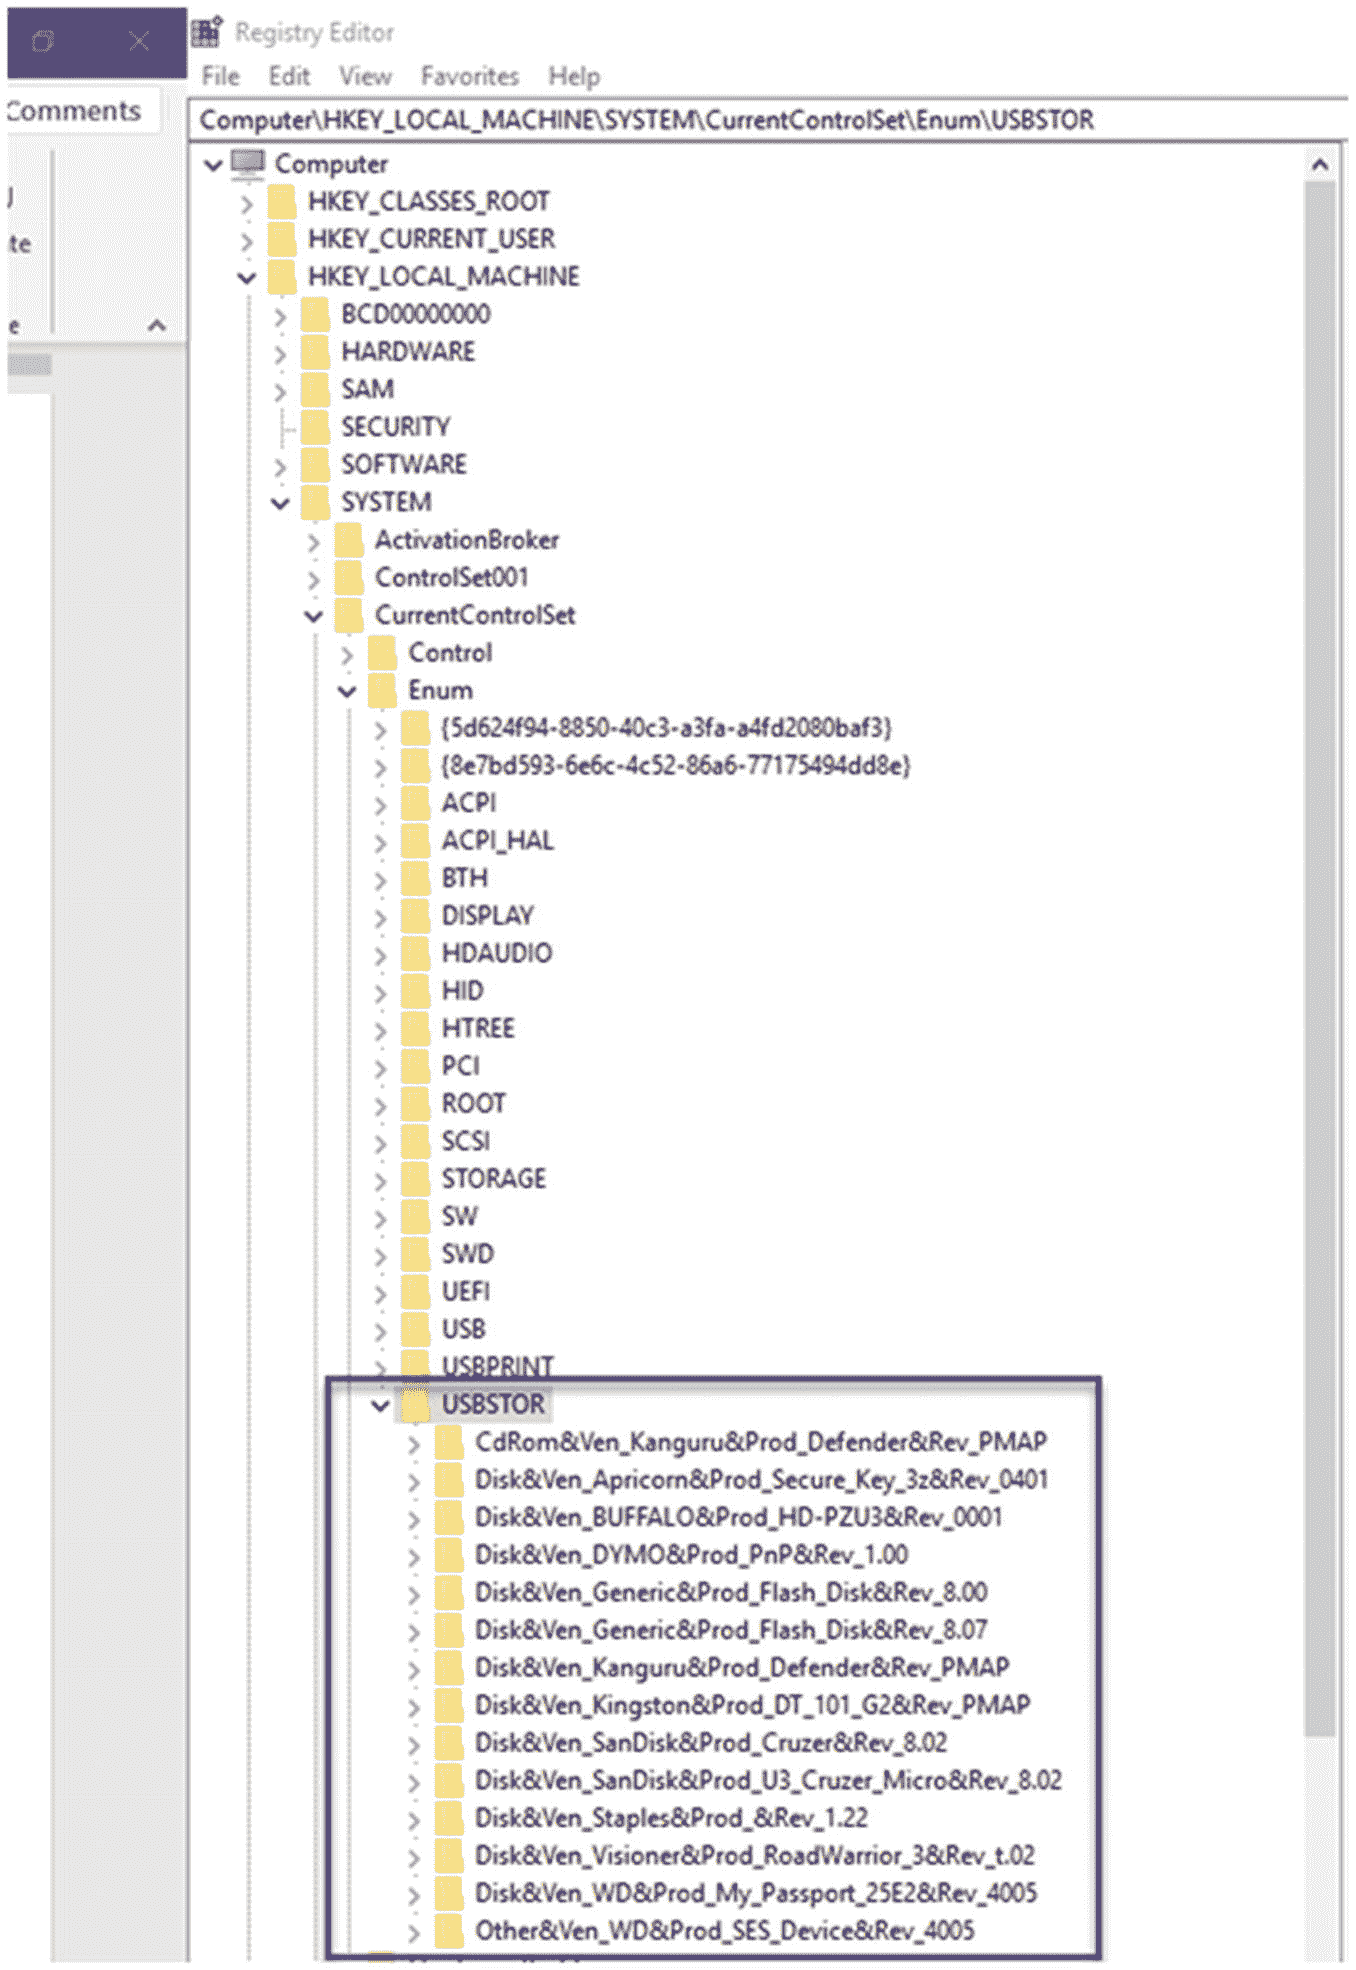 Registry Editor
File Edit View Favorites Help
Comments
Computer\HKEY_LOCAL_MACHINE\SYSTEM\CurrentControlSet\Enum\USBSTOR
Computer
HKEY_CLASSES_ROOT
HKEY_CURRENT_USER
te
HKEY_LOCAL_MACHINE
BCD00000000
e
HARDWARE
SAM
SECURITY
SOFTWARE
SYSTEM
ActivationBroker
ControlSet001
CurrentControlSet
Control
Enum
{5d624f94-8850-40c3-a3fa-a4fd2080baf3}
{8e7bd593-6e6c-4c52-86a6-77175494dd8e}
ACPI
ACPI_HAL
BTH
DISPLAY
HDAUDIO
HID
HTREE
PCI
ROOT
SCSI
STORAGE
SW
SWD
UEFI
USB
USBPRINT
USBSTOR
CdRom&Ven_Kanguru&Prod_Defender&Rev_PMAP
Disk&Ven_Apricorn&Prod_Secure_Key_3z&Rev_0401
Disk&Ven_BUFFALO&Prod_HD-PZU3&Rev_0001
Disk&Ven_DYMO&Prod_PnP&Rev_1.00
Disk&Ven_Generic&Prod_Flash_Disk&Rev_8.00
Disk&Ven_Generic&Prod_Flash_Disk&Rev_8.07
Disk&Ven_Kanguru&Prod_Defender&Rev_PMAP
Disk&Ven_Kingston&Prod_DT_101_G2&Rev_PMAP
Disk&Ven_SanDisk&Prod_Cruzer&Rev_8.02
Disk&Ven_SanDisk&Prod_U3_Cruzer_Micro&Rev_8.02
Disk&Ven_Staples&Prod_&Rev_1.22
Disk&Ven_Visioner&Prod_RoadWarrior_3&Rev_t.02
Disk&Ven_WD&Prod_My_Passport_25E2&Rev_4005
Other&Ven_WD&Prod_SES_Device&Rev_4005